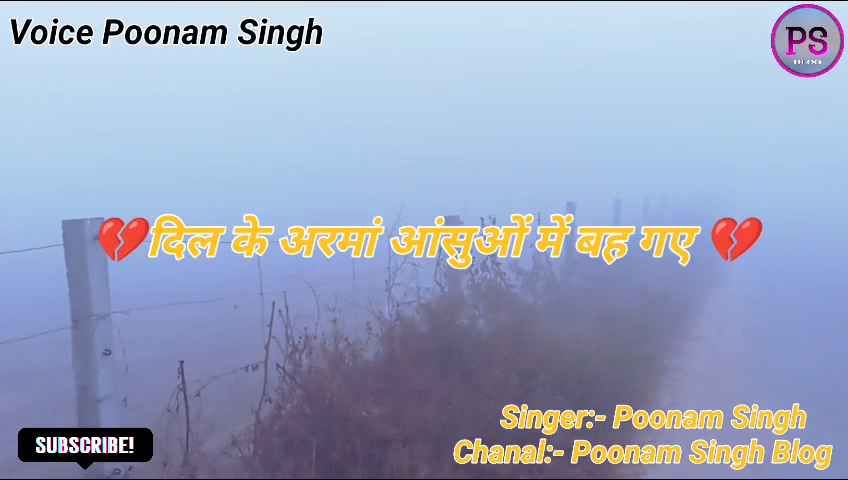 Voice Poonam Singh
PS
💔दिल के अरमां आंसुओं में बह गए 💔
Singer:- Poonam Singh
Chanal:- Poonam Singh Blog
SUBSCRIBE!